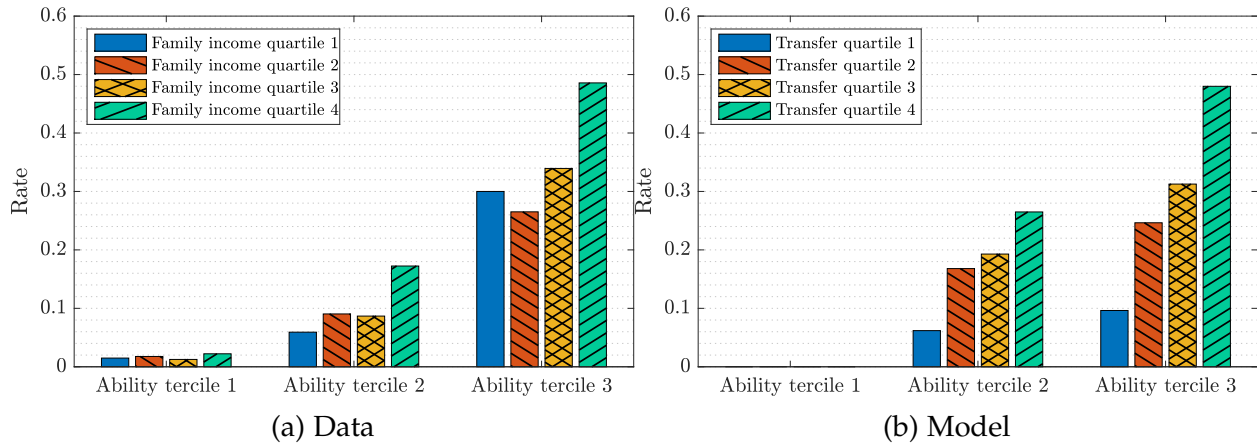 0.6
0.5
0.4
0.3
0.2
0.1
0
Rate
Family income quartile 1
Family income quartile 2
Family income quartile 3
Family income quartile 4
Ability tercile 1
Ability tercile 2
Ability tercile 3
(a) Data
0.6
0.5
0.4
0.3
0.2
0.1
0
Rate
Transfer quartile 1
Transfer quartile 2
Transfer quartile 3
Transfer quartile 4
Ability tercile 1
Ability tercile 2
Ability tercile 3
(b) Model